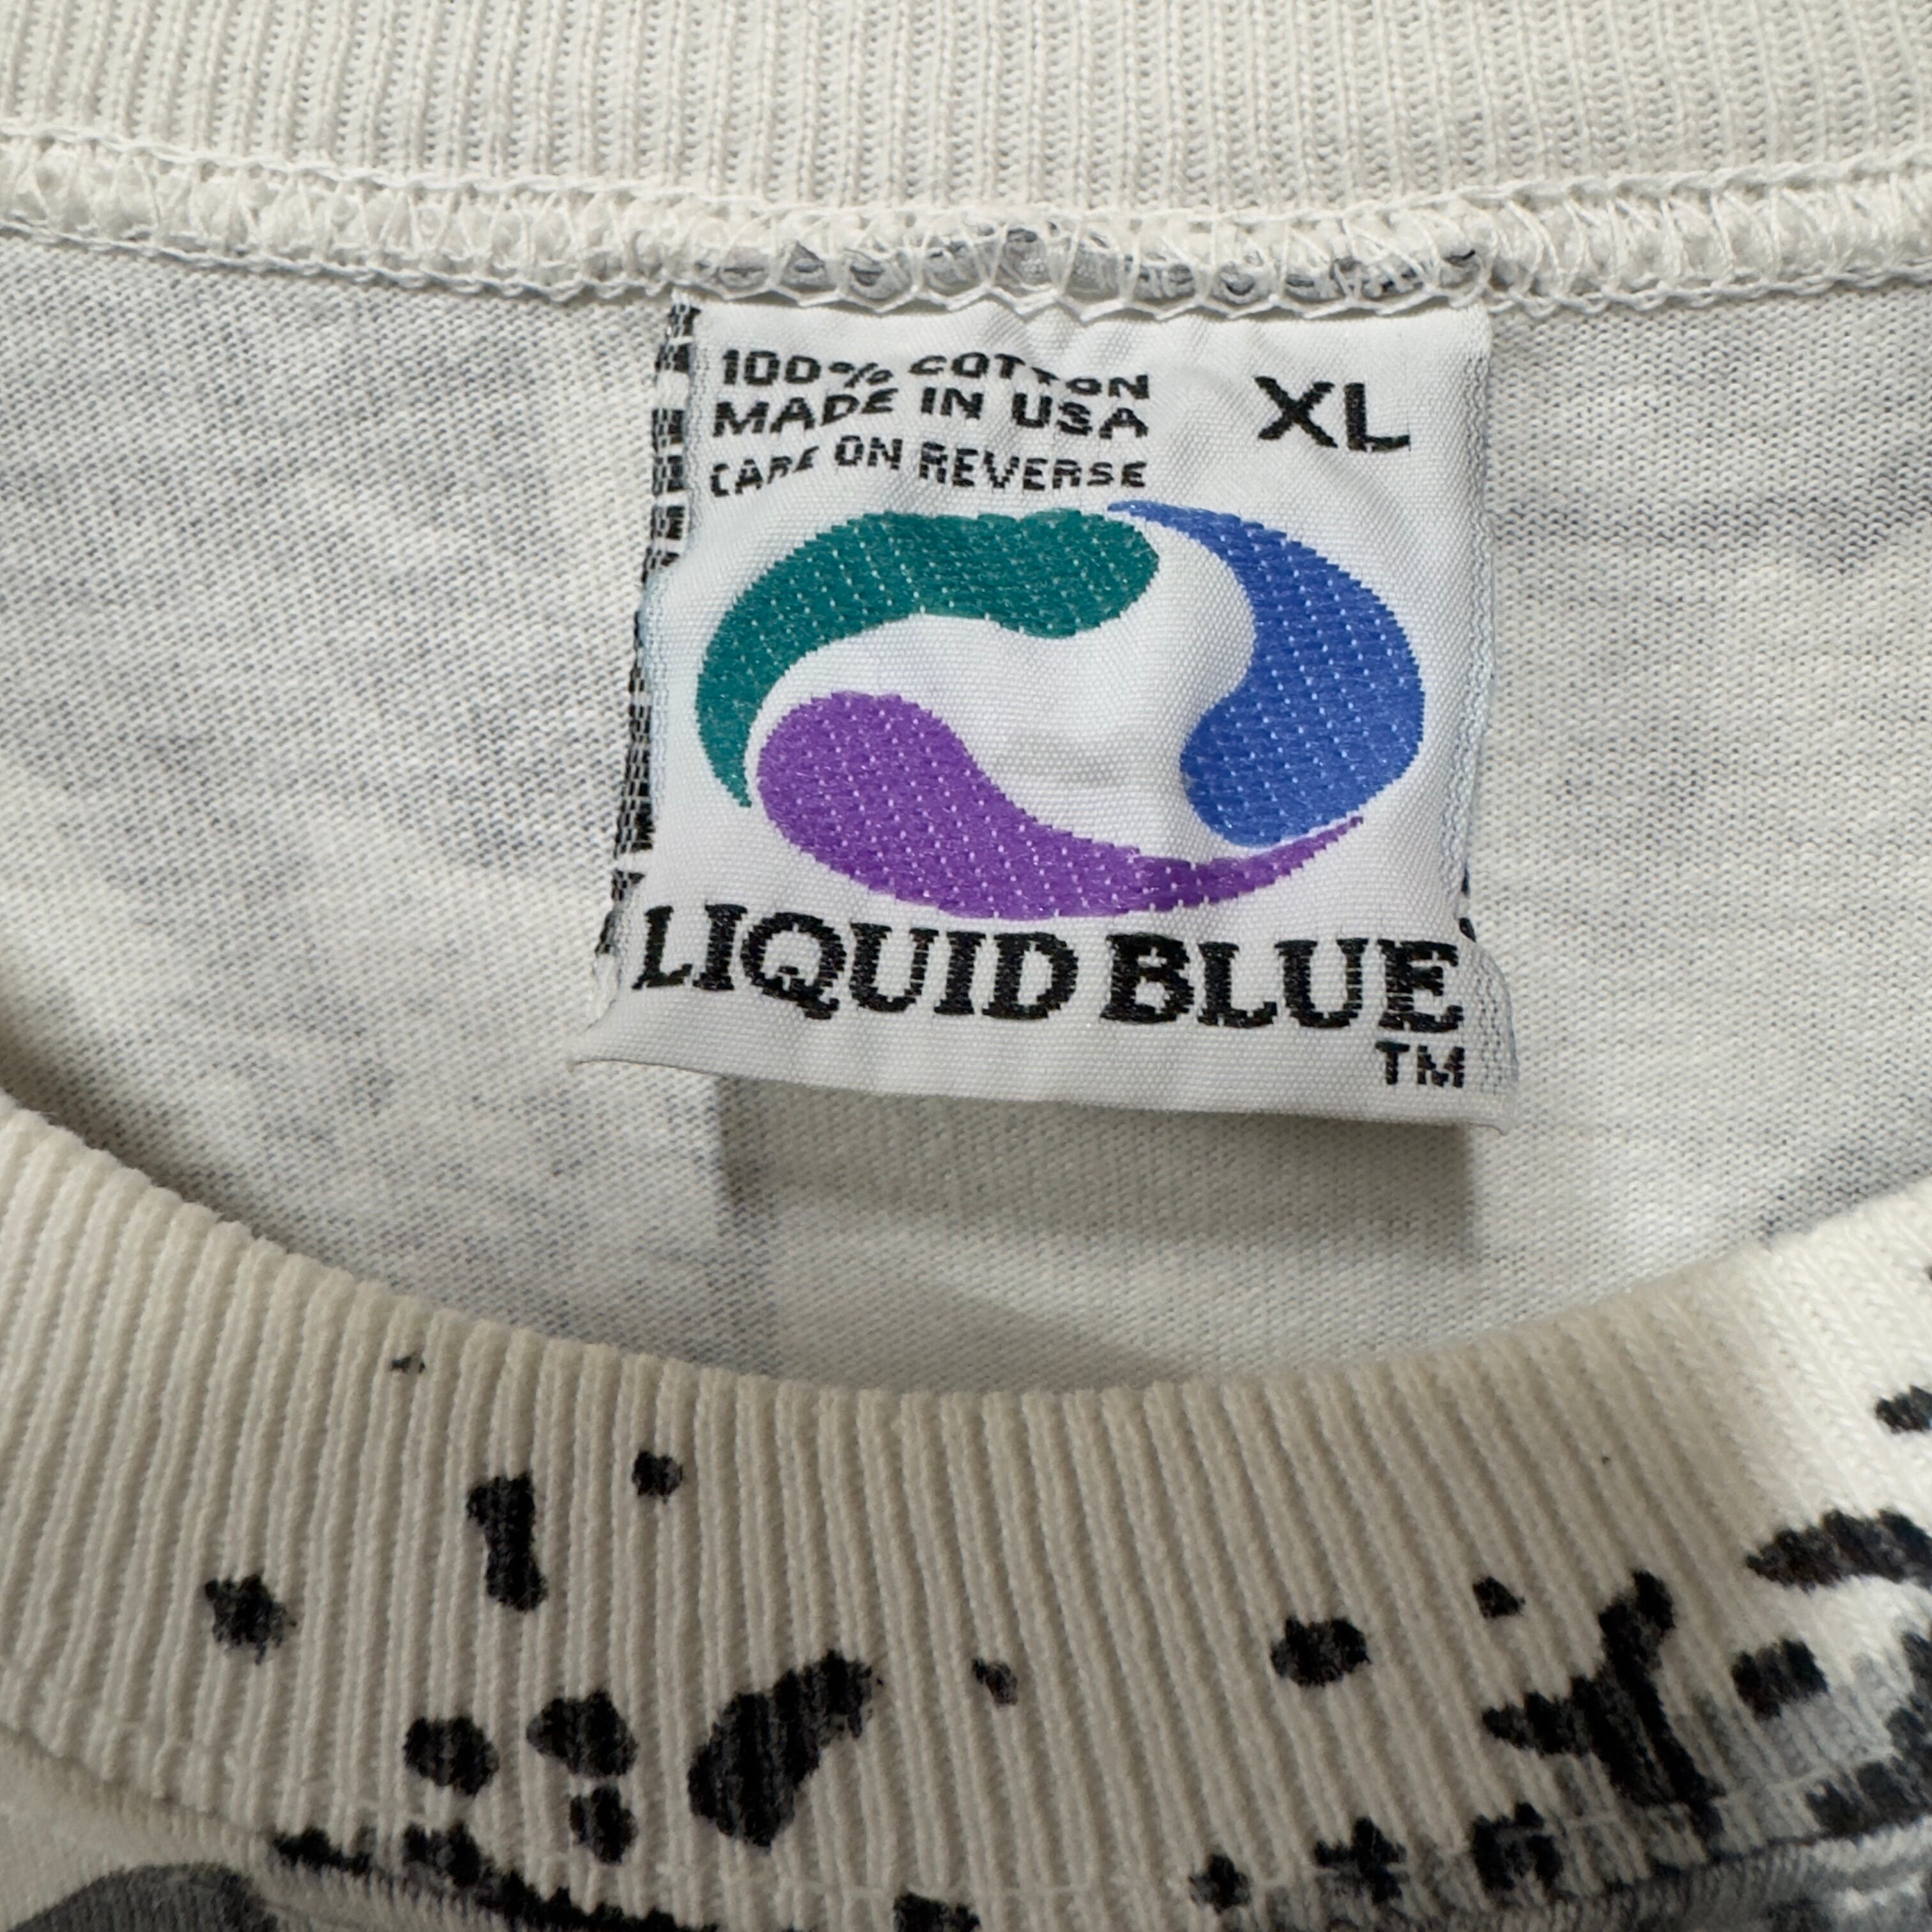 100% COTTON
MADE IN USA
CARE ON REVERSE
XL
LIQUID BLUE
TM